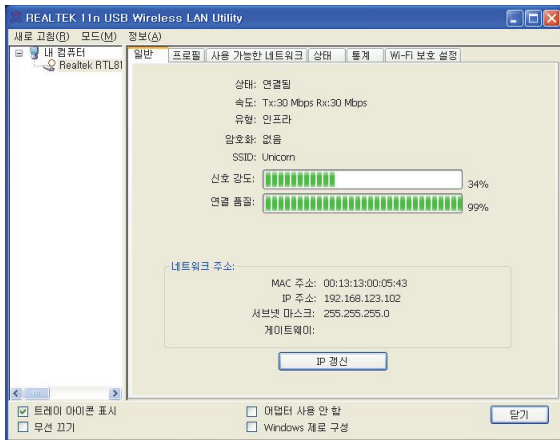 REALTEK 11n USB Wireless LAN Utility
새로 고침(R) 모드(M) 정보(A)
내 컴퓨터
Realtek RTL81
일반 프로필 사용 가능한 네트워크 상태 통계 Wi-Fi 보호 설정
상태: 연결됨
속도: Tx:30 Mbps Rx:30 Mbps
유형: 인프라
암호화: 없음
SSID: Unicorn
신호 강도: 34%
연결 품질: 99%
네트워크 주소:
MAC 주소: 00:13:13:00:05:43
IP 주소: 192.168.123.102
서브넷 마스크: 255.255.255.0
게이트웨이:
IP 갱신
트레이 아이콘 표시
무선 끄기
어댑터 사용 안 함
Windows 제로 구성
닫기